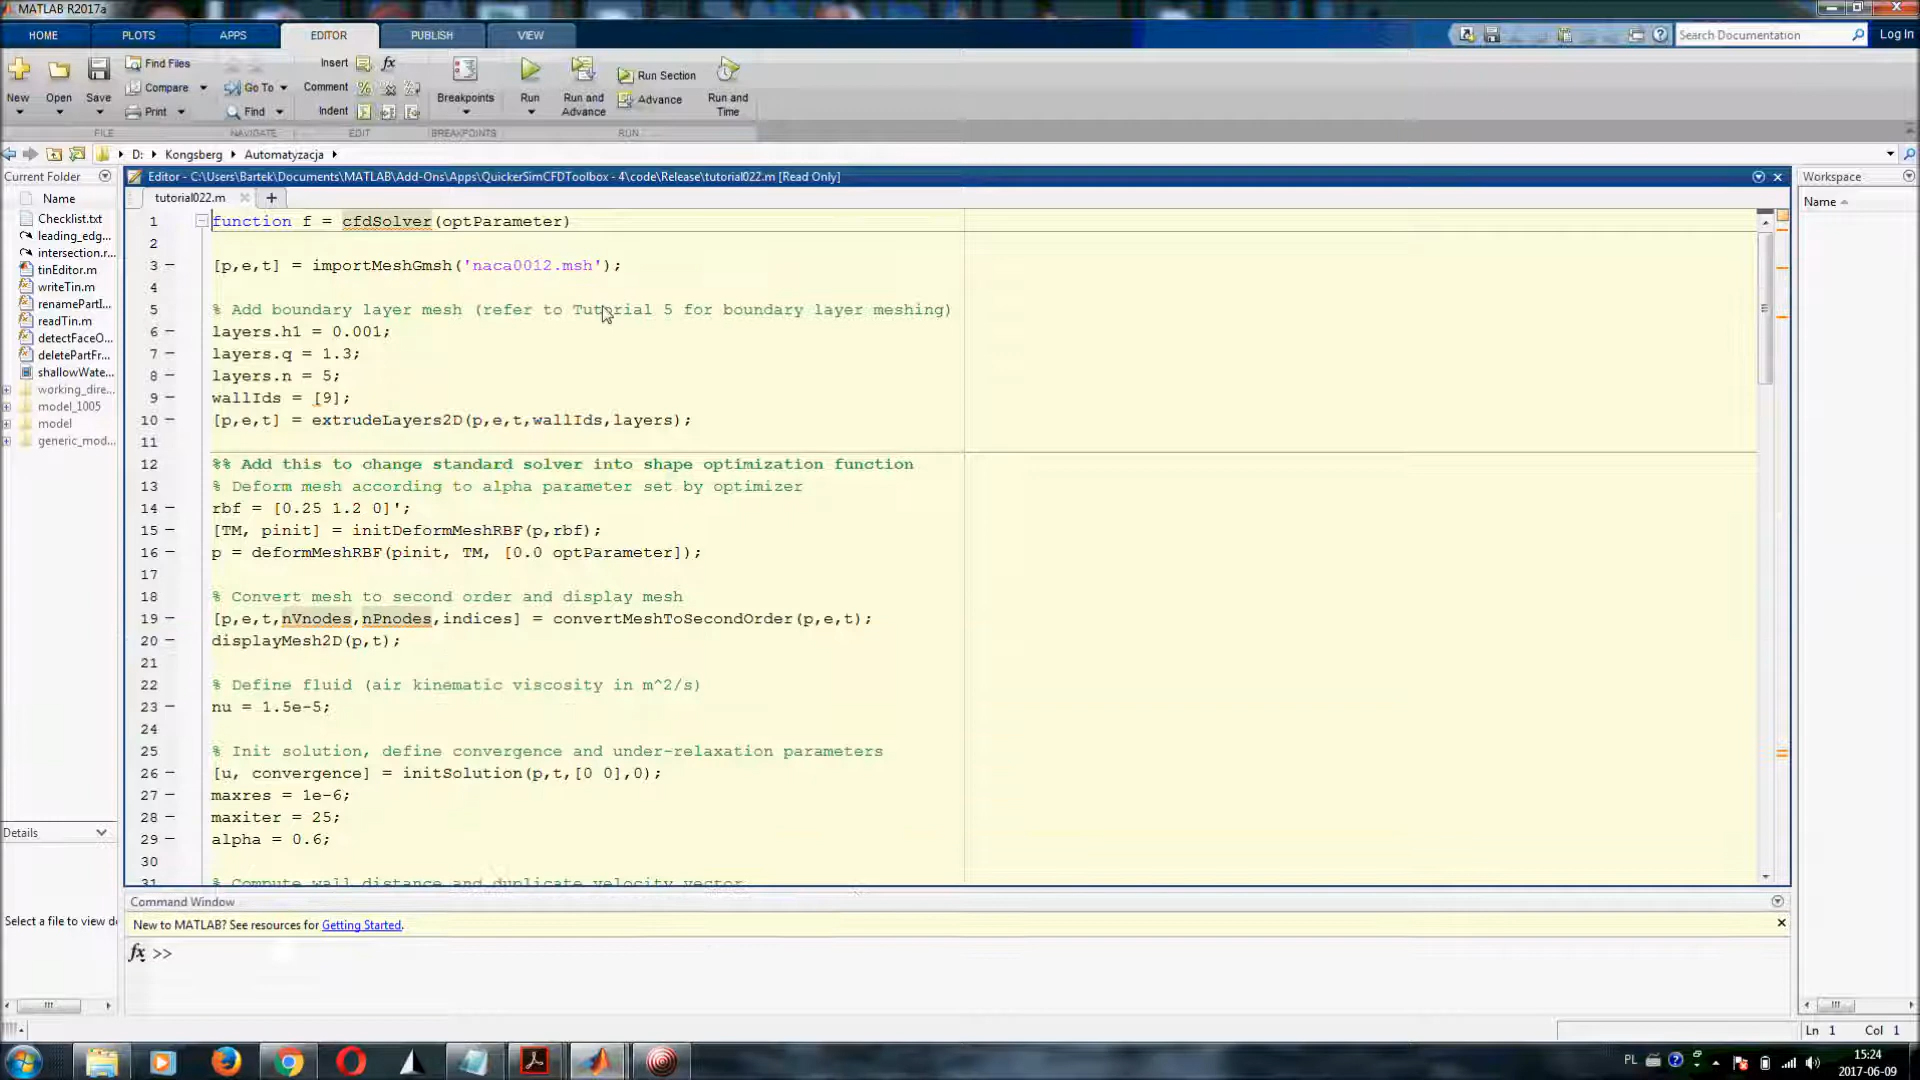 MATLAB R2017a
HOME PLOTS APPS EDITOR PUBLISH VIEW
Search Documentation
Log In
New Open Save
Find Files
Compare
Print
Go To
Find
Insert fx
Comment
Indent
Breakpoints
Run
Run and Advance
Run Section
Advance
Run and Time
FILE NAVIGATE EDIT BREAKPOINTS RUN
D: Kongsberg Automatyzacja
Current Folder
Name
Checklist.txt
leading_edg...
intersection.r...
tinEditor.m
writeTin.m
renamePartI...
readTin.m
detectFaceO...
deletePartFr...
shallowWate...
working_dire...
model_1005
model
generic_mod...
Details
Select a file to view de
Editor - C:\Users\Bartek\Documents\MATLAB\Add-Ons\Apps\QuickerSimCFDToolbox - 4\code\Release\tutorial022.m [Read Only]
tutorial022.m
1 function f = cfdSolver(optParameter)
2
3 [p,e,t] = importMeshGmsh('naca0012.msh');
4
5 % Add boundary layer mesh (refer to Tutorial 5 for boundary layer meshing)
6 layers.h1 = 0.001;
7 layers.q = 1.3;
8 layers.n = 5;
9 wallIds = [9];
10 [p,e,t] = extrudeLayers2D(p,e,t,wallIds,layers);
11
12 %% Add this to change standard solver into shape optimization function
13 % Deform mesh according to alpha parameter set by optimizer
14 rbf = [0.25 1.2 0]';
15 [TM, pinit] = initDeformMeshRBF(p,rbf);
16 p = deformMeshRBF(pinit, TM, [0.0 optParameter]);
17
18 % Convert mesh to second order and display mesh
19 [p,e,t,nVnodes,nPnodes,indices] = convertMeshToSecondOrder(p,e,t);
20 displayMesh2D(p,t);
21
22 % Define fluid (air kinematic viscosity in m^2/s)
23 nu = 1.5e-5;
24
25 % Init solution, define convergence and under-relaxation parameters
26 [u, convergence] = initSolution(p,t,[0 0],0);
27 maxres = 1e-6;
28 maxiter = 25;
29 alpha = 0.6;
30
31 % Compute wall distance and duplicate velocity vector
Command Window
New to MATLAB? See resources for Getting Started.
fx >>
Workspace
Name
Ln 1 Col 1
PL
15:24
2017-06-09